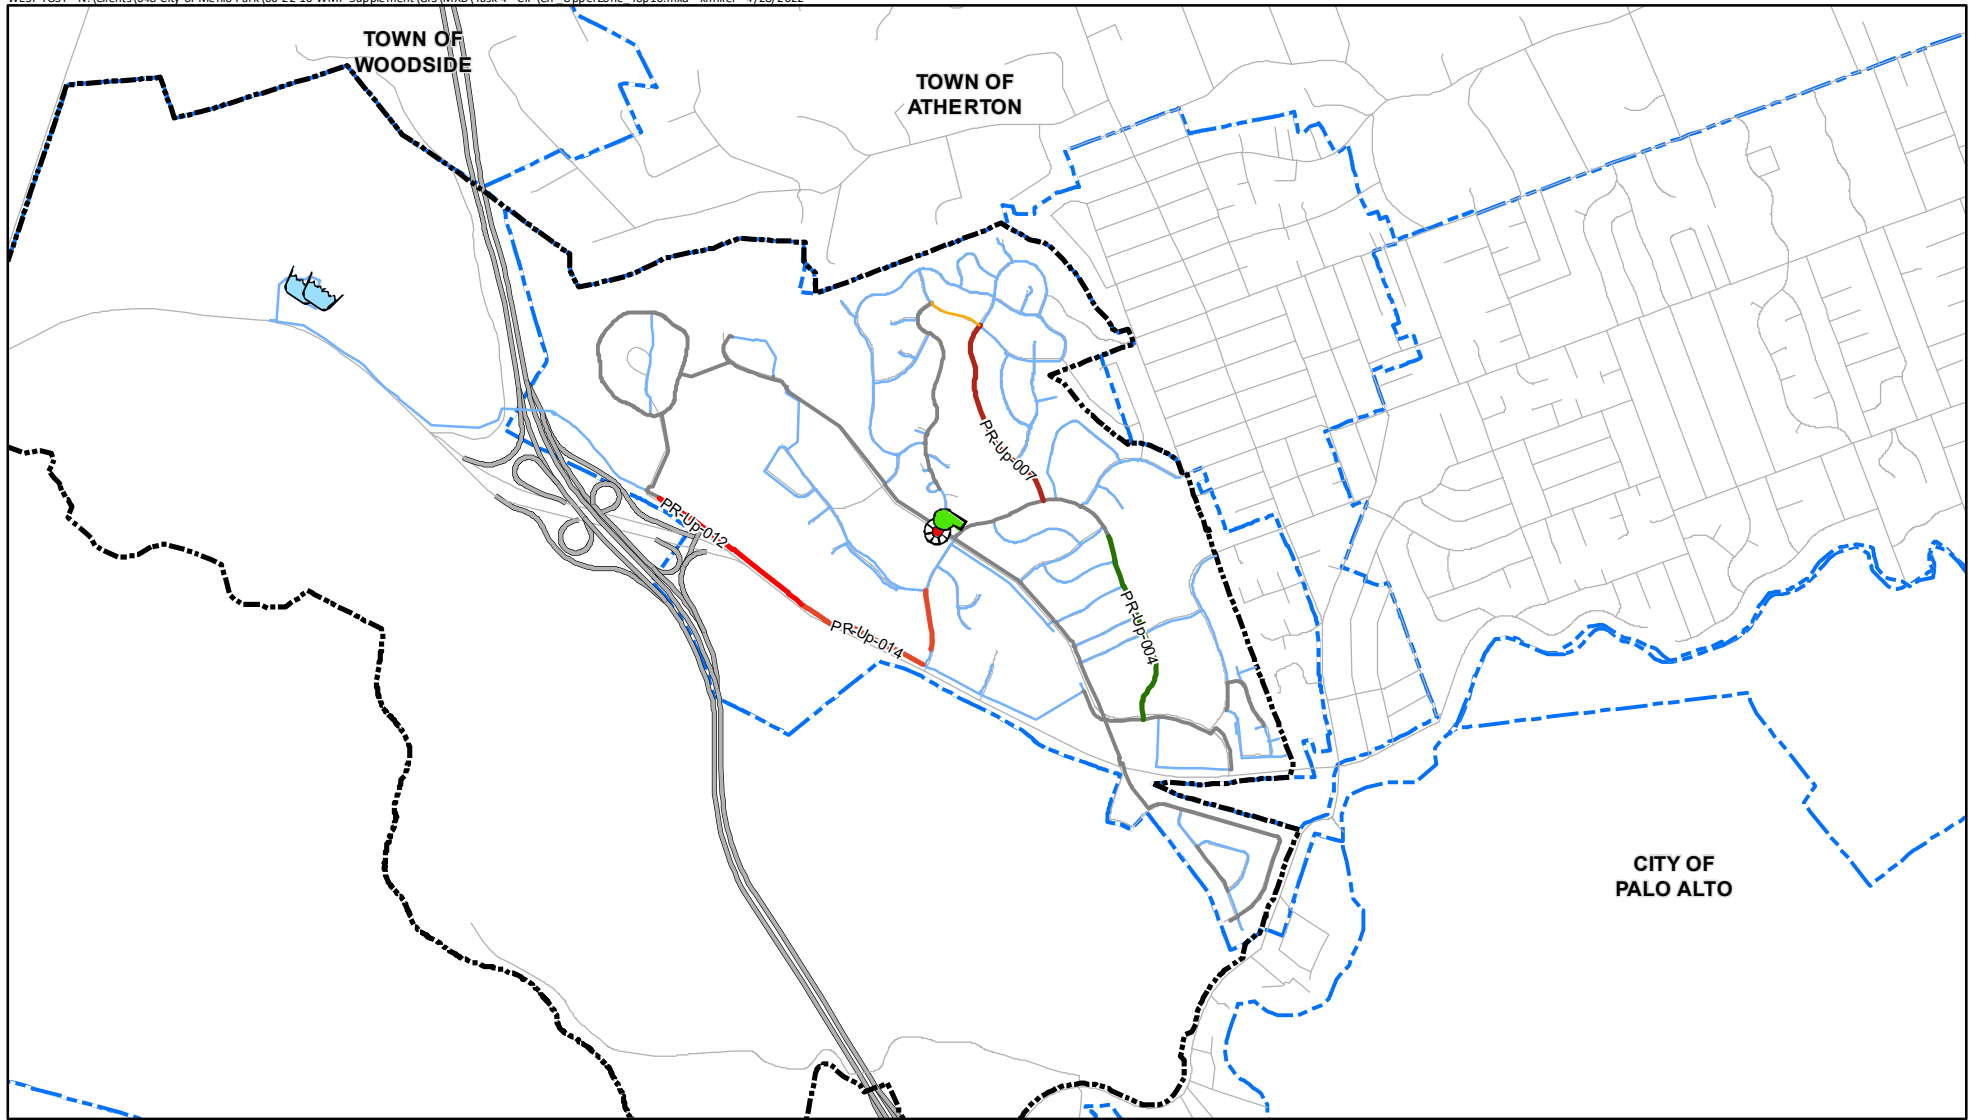 TOWN OF
WOODSIDE
TOWN OF
ATHERTON
PR-Up-007
PR-Up-012
PR-Up-004
PR-Up-014
CITY OF
PALO ALTO